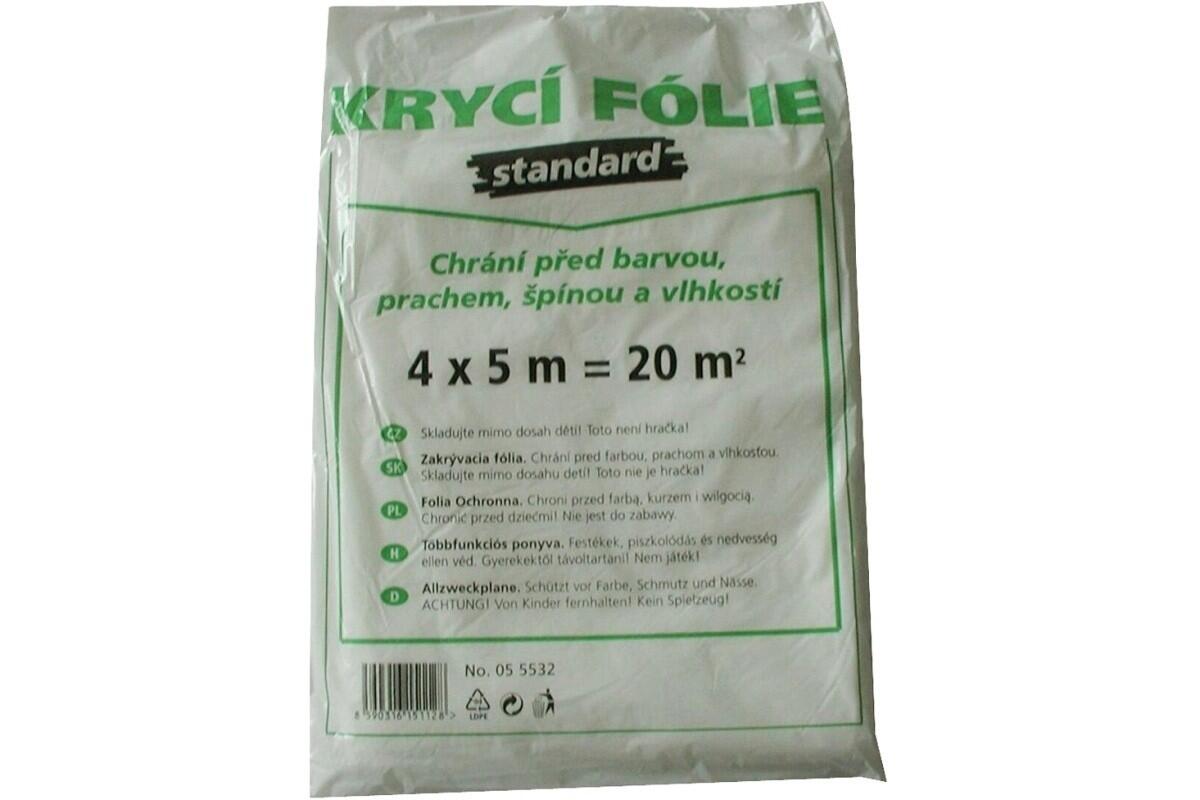 KRYCÍ FÓLIE
standard
Chrání před barvou,
prachem, špínou a vlhkostí
4 x 5 m = 20 m²
CZ Skladujte mimo dosah dětí! Toto není hračka!
SK Zakrývacia fólia. Chrání pred farbou, prachom a vlhkosťou.
Skladujte mimo dosahu detí! Toto nie je hračka!
PL Folia Ochronna. Chroni przed farbą, kurzem i wilgocią.
Chronić przed dziećmi! Nie jest do zabawy.
H Többfunkciós ponyva. Festékek, piszkolódás és nedvesség
ellen véd. Gyerekektől távoltartani! Nem játék!
D Allzweckplane. Schützt vor Farbe, Schmutz und Nässe.
ACHTUNG! Von Kinder fernhalten! Kein Spielzeug!
No. 05 5532
LDPE
8 590316 151128 >